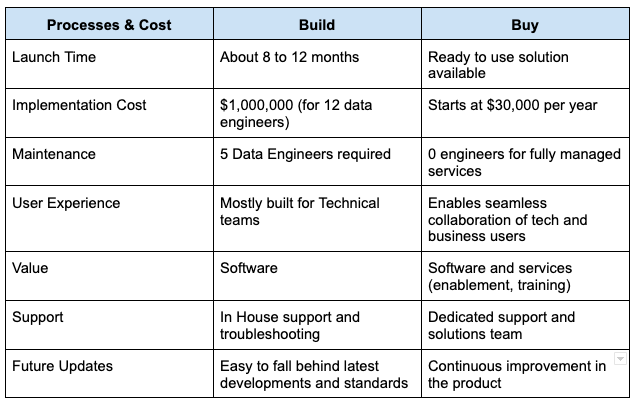 Processes & Cost
Build
Buy
Launch Time
About 8 to 12 months
Ready to use solution
available
Implementation Cost
$1,000,000 (for 12 data
engineers)
Starts at $30,000 per year
Maintenance
5 Data Engineers required
0 engineers for fully managed
services
User Experience
Mostly built for Technical
teams
Enables seamless
collaboration of tech and
business users
Value
Software
Software and services
(enablement, training)
Support
In House support and
troubleshooting
Dedicated support and
solutions team
Future Updates
Easy to fall behind latest
developments and standards
Continuous improvement in
the product